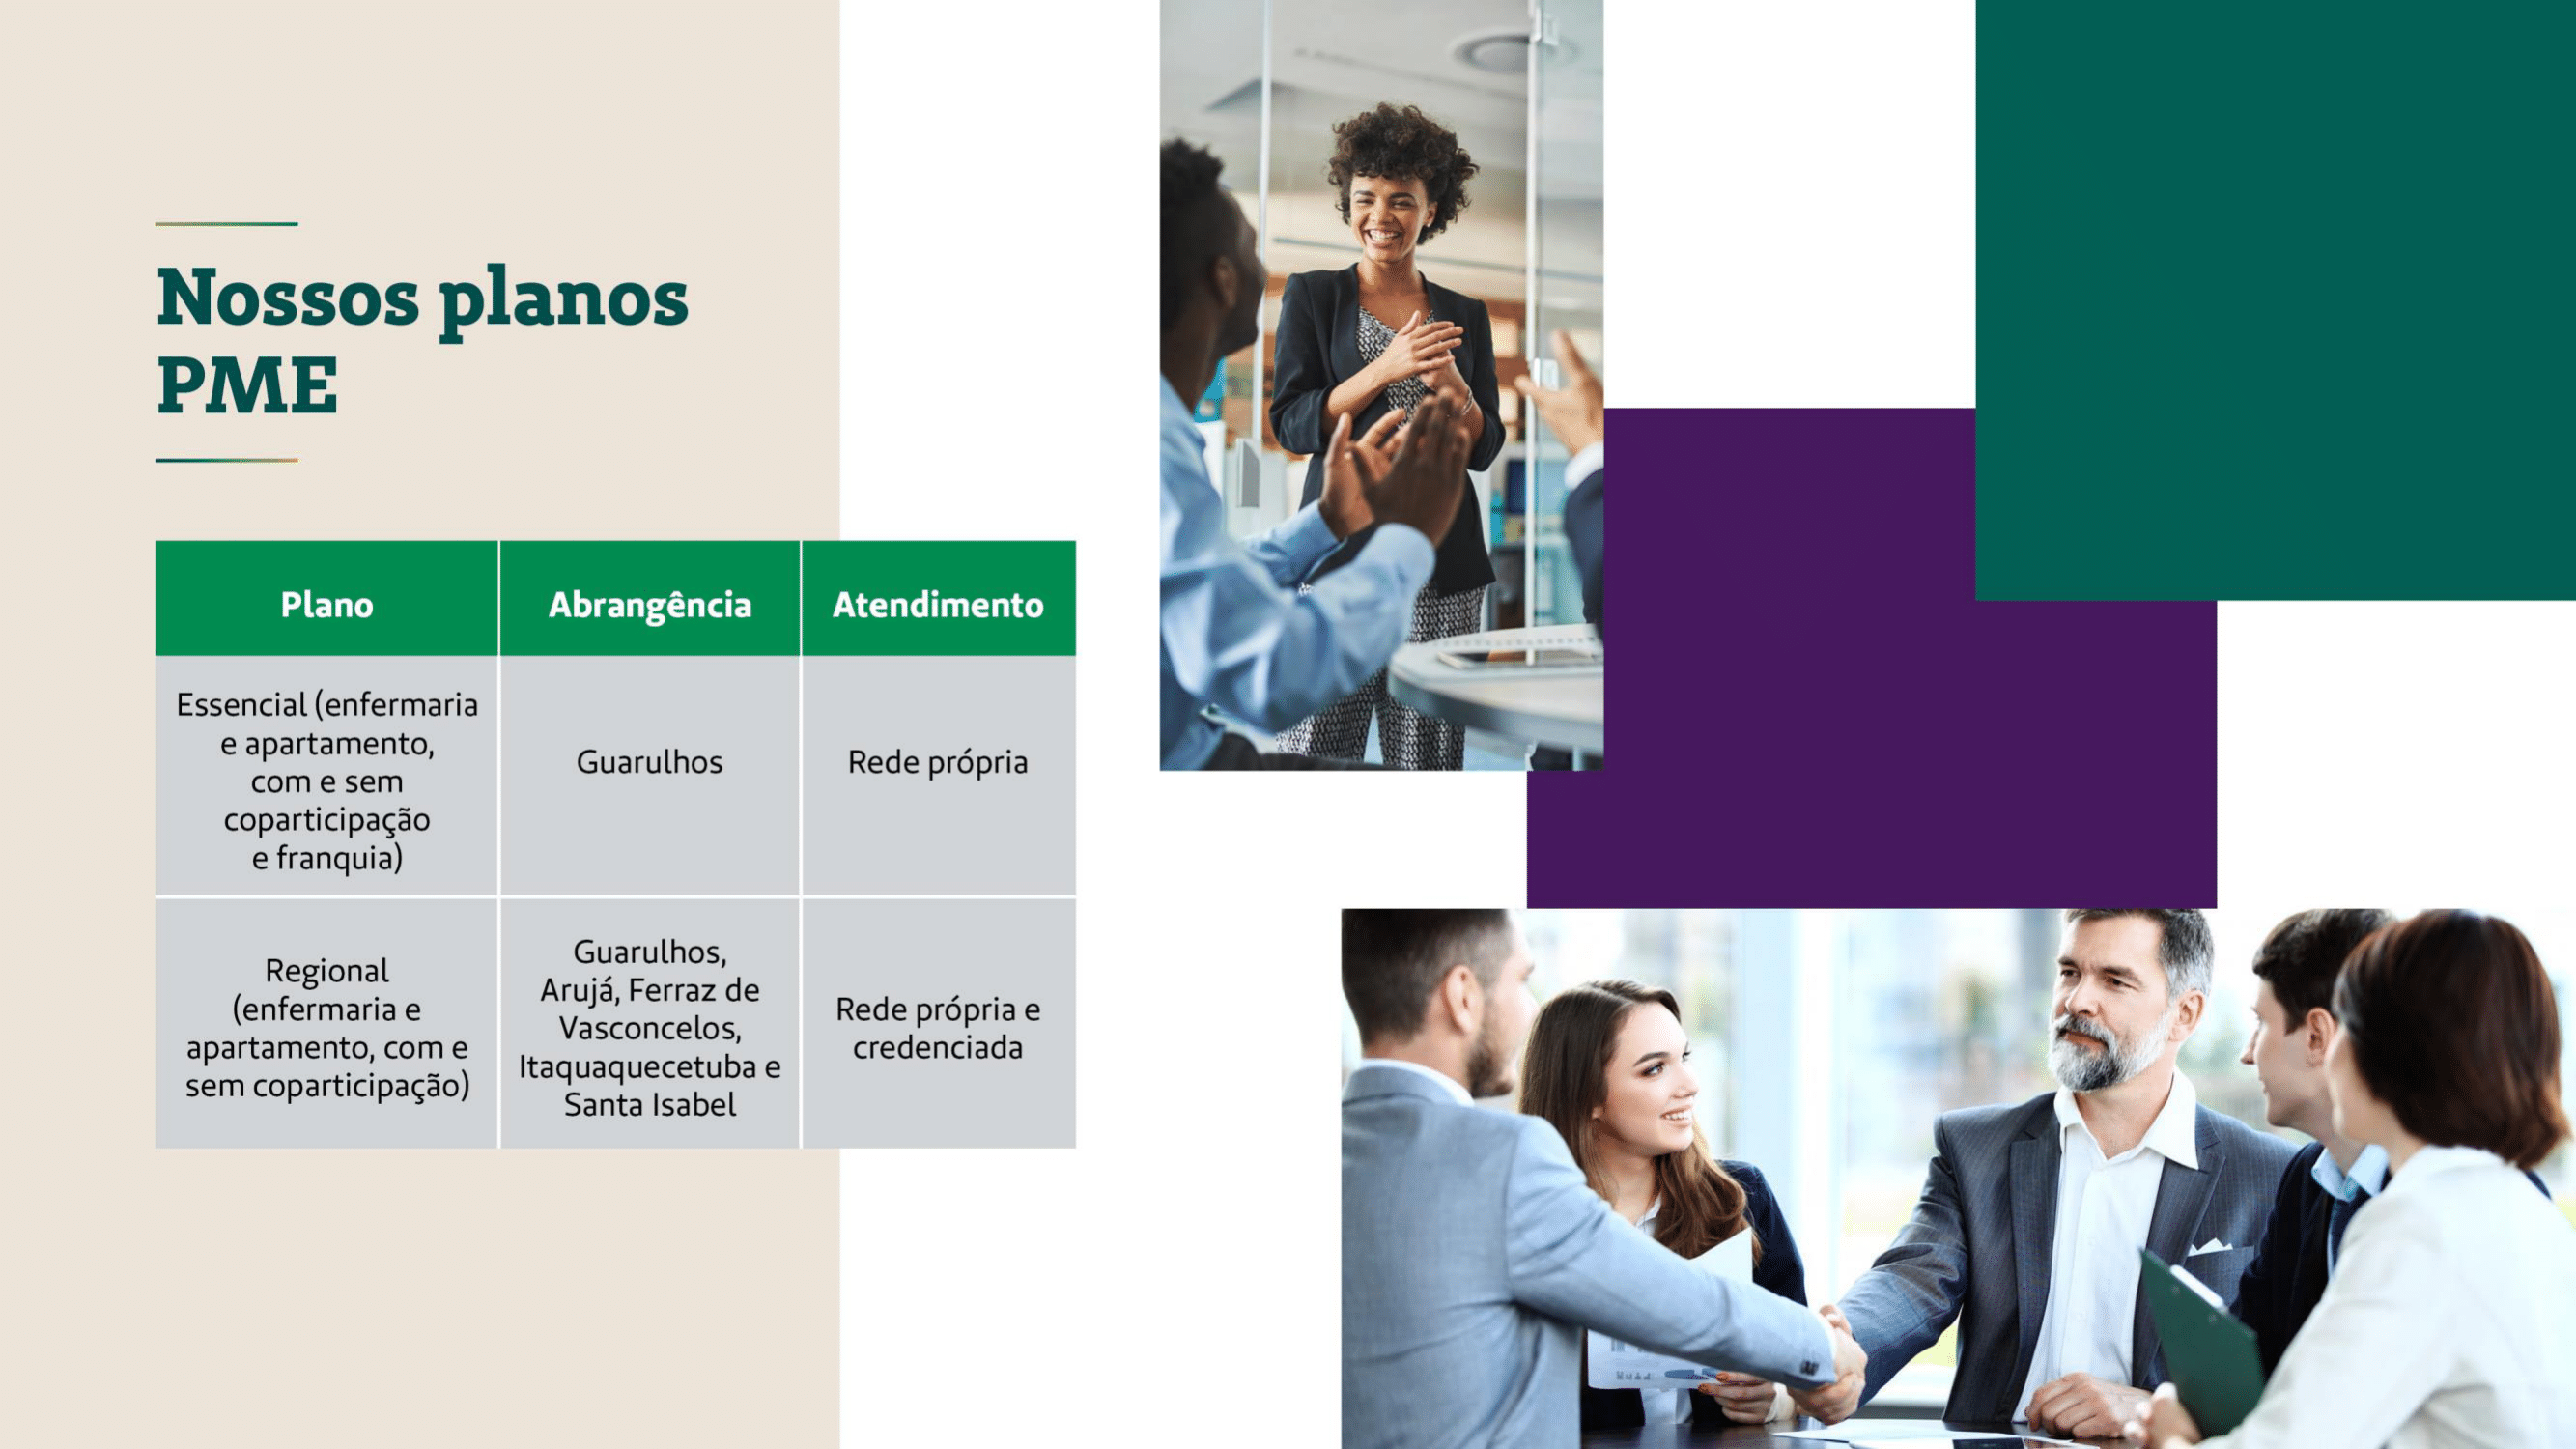 Nossos planos
PME
Plano
Abrangência
Atendimento
Essencial (enfermaria
e apartamento,
com e sem
coparticipação
e franquia)
Guarulhos
Rede própria
Regional
(enfermaria e
apartamento, com e
sem coparticipação)
Guarulhos,
Arujá, Ferraz de
Vasconcelos,
Itaquaquecetuba e
Santa Isabel
Rede própria e
credenciada